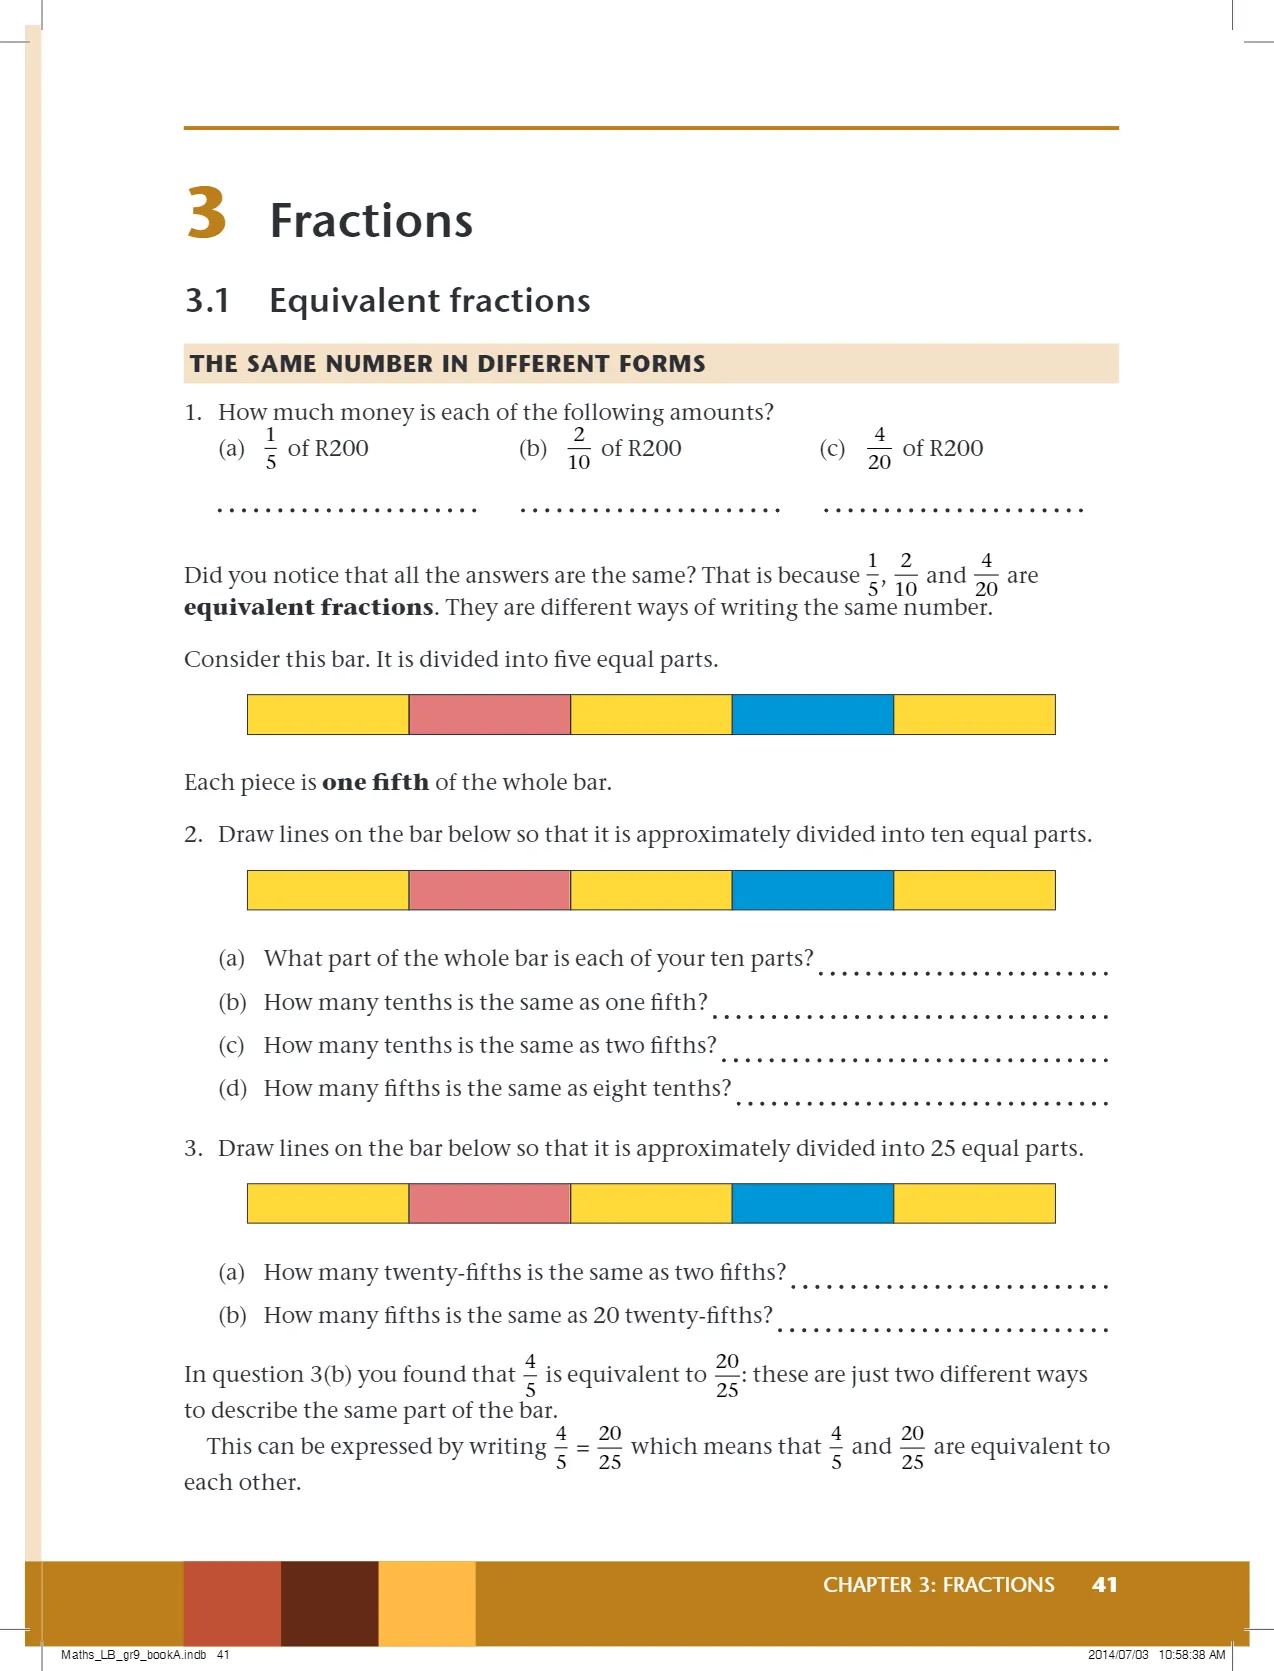 3 Fractions
3.1 Equivalent fractions
THE SAME NUMBER IN DIFFERENT FORMS
1. How much money is each of the following amounts?
(a) 1/5 of R200 (b) 2/10 of R200 (c) 4/20 of R200
Did you notice that all the answers are the same? That is because 1/5, 2/10 and 4/20 are
equivalent fractions. They are different ways of writing the same number.
Consider this bar. It is divided into five equal parts.
Each piece is one fifth of the whole bar.
2. Draw lines on the bar below so that it is approximately divided into ten equal parts.
(a) What part of the whole bar is each of your ten parts?
(b) How many tenths is the same as one fifth?
(c) How many tenths is the same as two fifths?
(d) How many fifths is the same as eight tenths?
3. Draw lines on the bar below so that it is approximately divided into 25 equal parts.
(a) How many twenty-fifths is the same as two fifths?
(b) How many fifths is the same as 20 twenty-fifths?
In question 3(b) you found that 4/5 is equivalent to 20/25: these are just two different ways
to describe the same part of the bar.
This can be expressed by writing 4/5 = 20/25 which means that 4/5 and 20/25 are equivalent to
each other.
CHAPTER 3: FRACTIONS 41
Maths_LB_gr9_bookA.indb 41 2014/07/03 10:58:38 AM